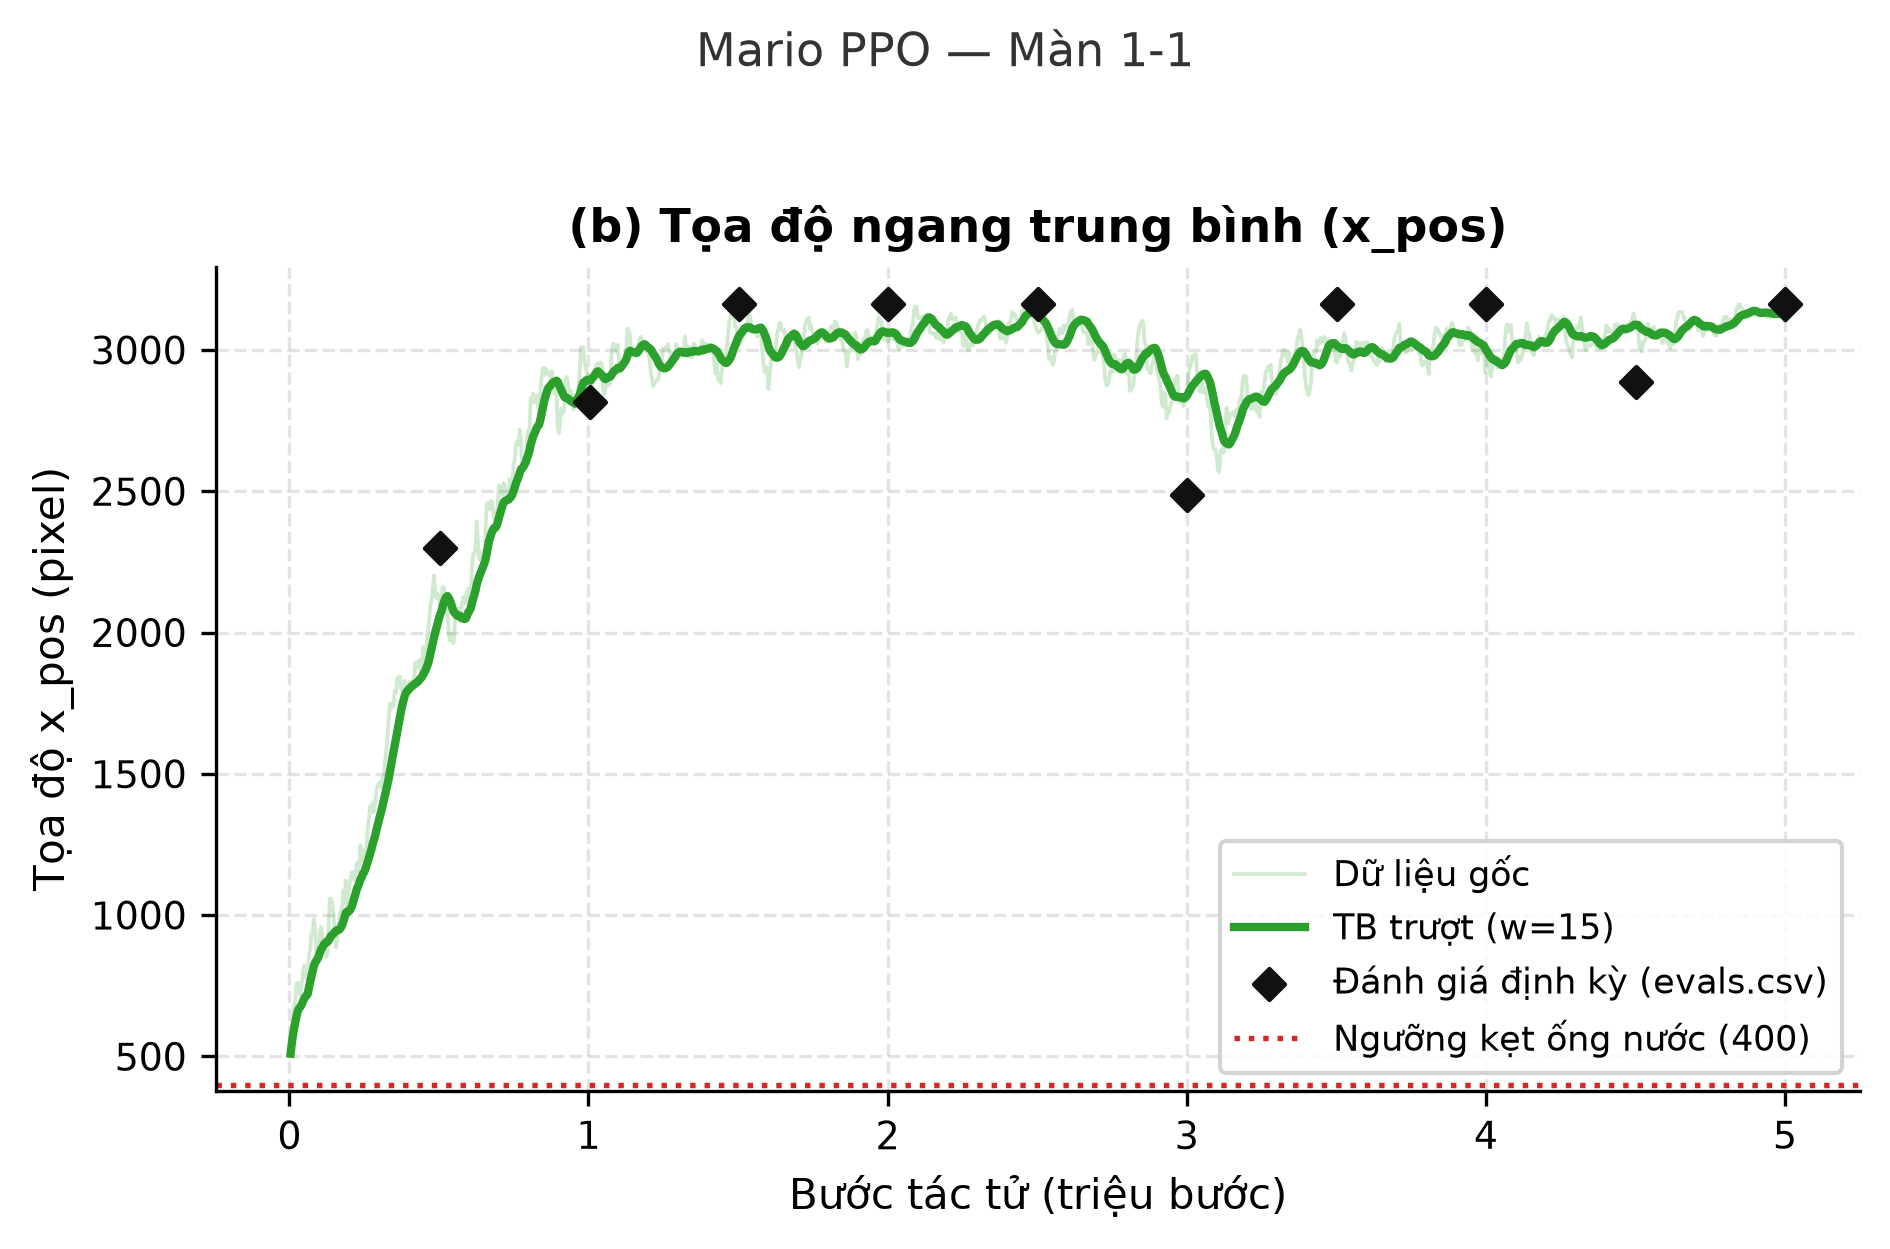 Mario PPO — Màn 1-1
(b) Tọa độ ngang trung bình (x_pos)
Tọa độ x_pos (pixel)
3000
2500
2000
1500
1000
500
Dữ liệu gốc
TB trượt (w=15)
Đánh giá định kỳ (evals.csv)
Ngưỡng kẹt ống nước (400)
0 1 2 3 4 5
Bước tác tử (triệu bước)